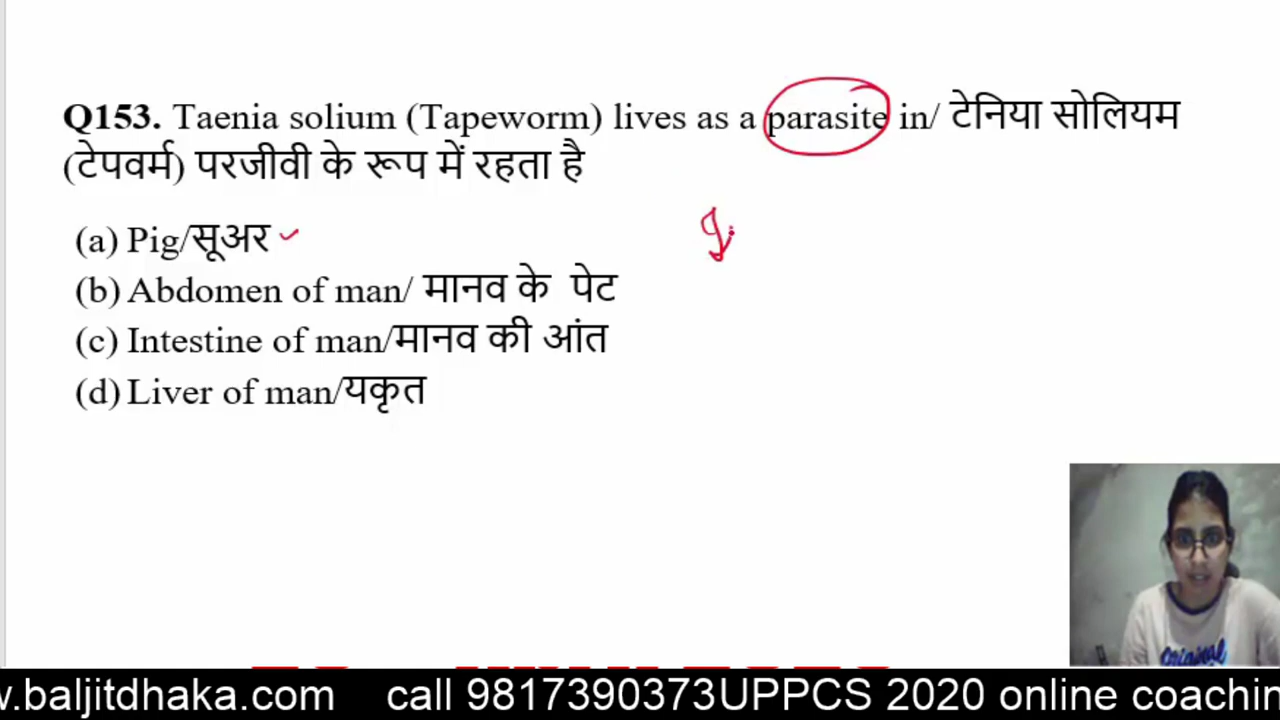 Q153. Taenia solium (Tapeworm) lives as a parasite in/ टेनिया सोलियम
(टेपवर्म) परजीवी के रूप में रहता है
(a) Pig/सूअर
(b) Abdomen of man/ मानव के पेट
(c) Intestine of man/मानव की आंत
(d) Liver of man/यकृत
Original
w.baljitdhaka.com call 9817390373UPPCS 2020 online coachin